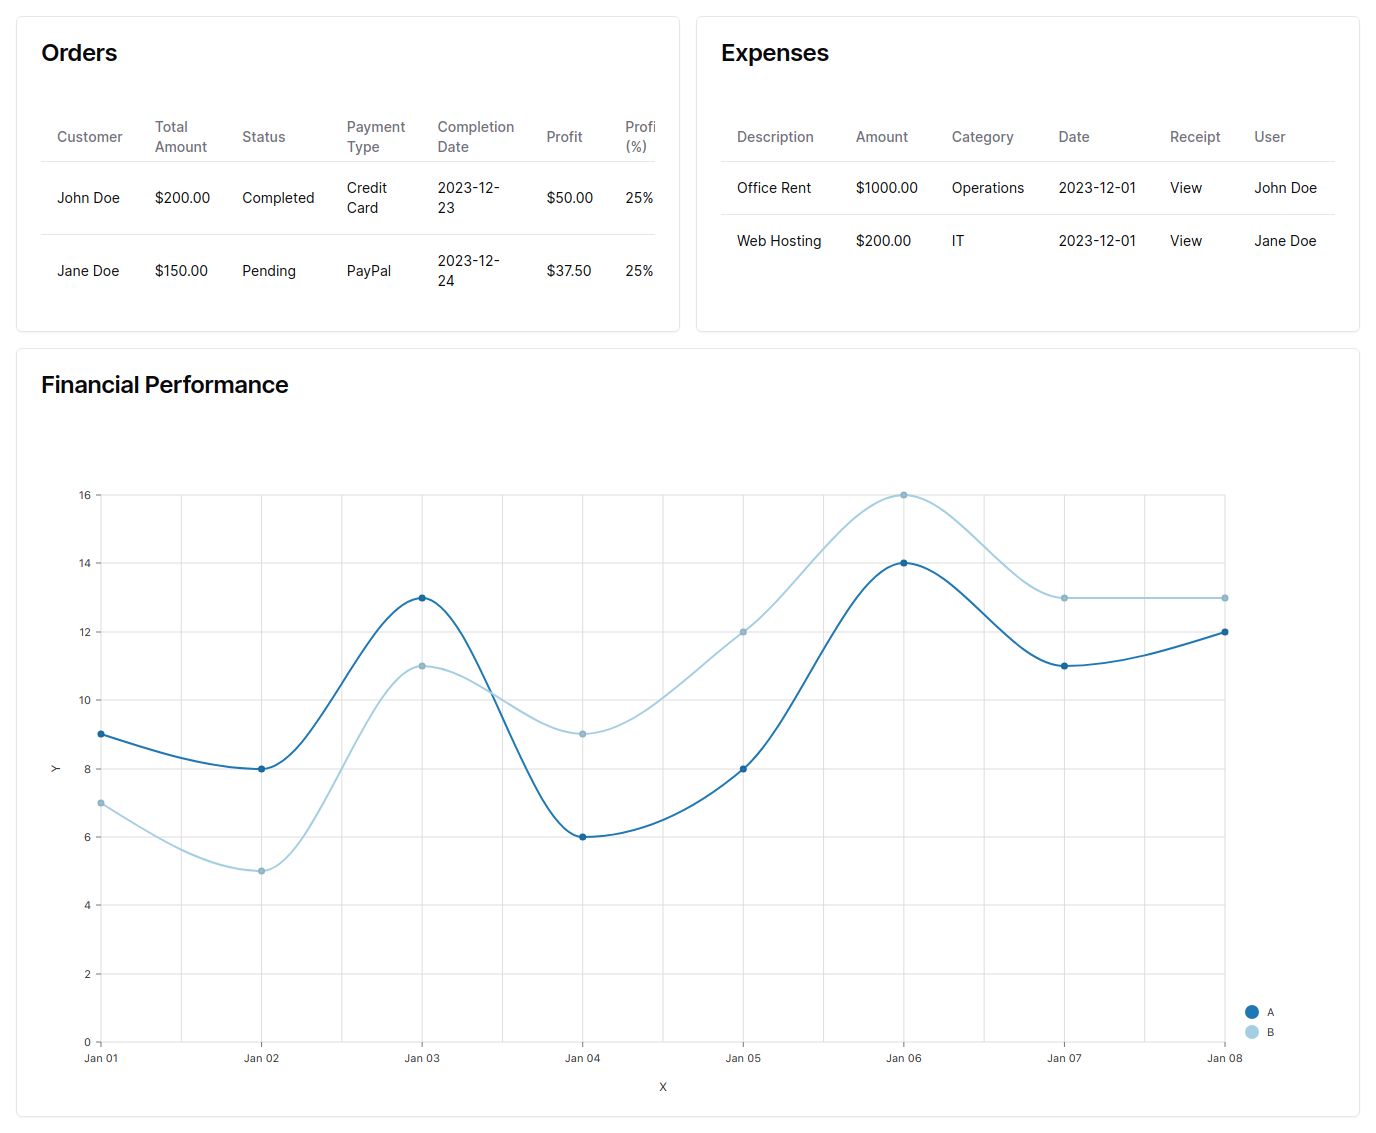 Orders
Customer Total Amount Status Payment Type Completion Date Profit Profi (%)
John Doe $200.00 Completed Credit Card 2023-12-23 $50.00 25%
Jane Doe $150.00 Pending PayPal 2023-12-24 $37.50 25%
Expenses
Description Amount Category Date Receipt User
Office Rent $1000.00 Operations 2023-12-01 View John Doe
Web Hosting $200.00 IT 2023-12-01 View Jane Doe
Financial Performance
16
14
12
10
8
6
4
2
0
Y
Jan 01 Jan 02 Jan 03 Jan 04 Jan 05 Jan 06 Jan 07 Jan 08
X
A
B